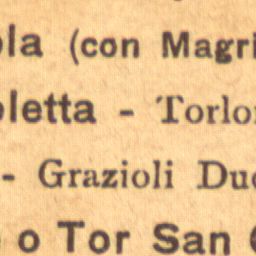 ola (con Magri
oletta - Torlo
- Grazioli Du
o Tor San